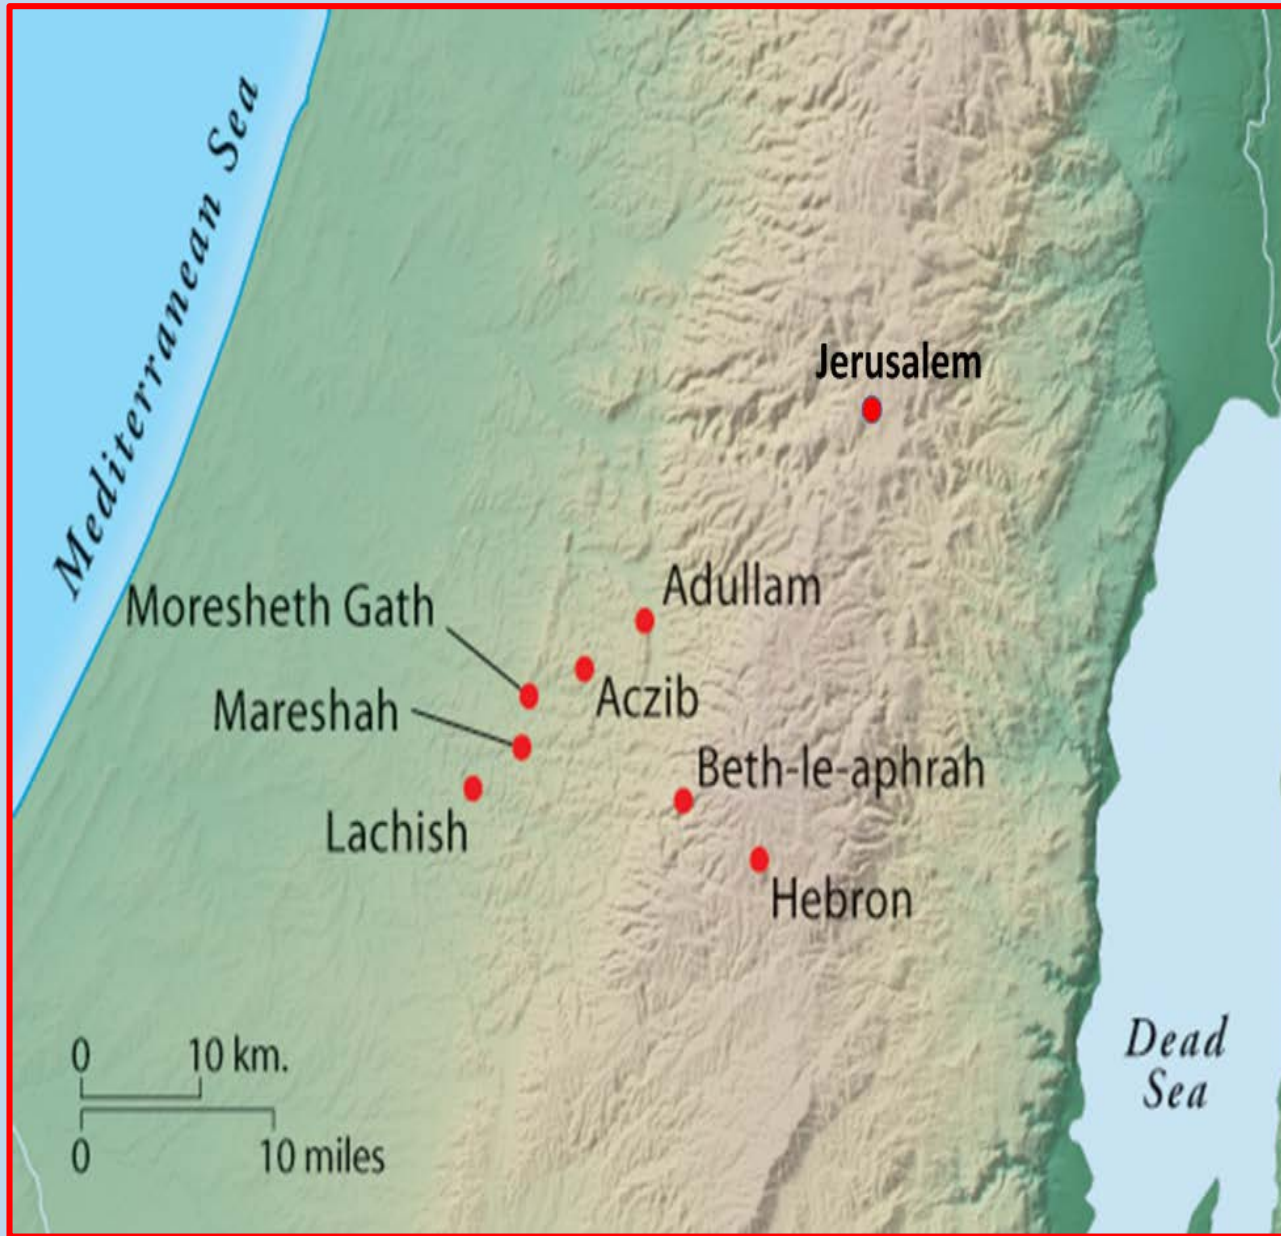 Mediterranean Sea
Jerusalem
Adullam
Moresheth Gath
Aczib
Mareshah
Beth-le-aphrah
Lachish
Hebron
0 10 km.
0 10 miles
Dead
Sea